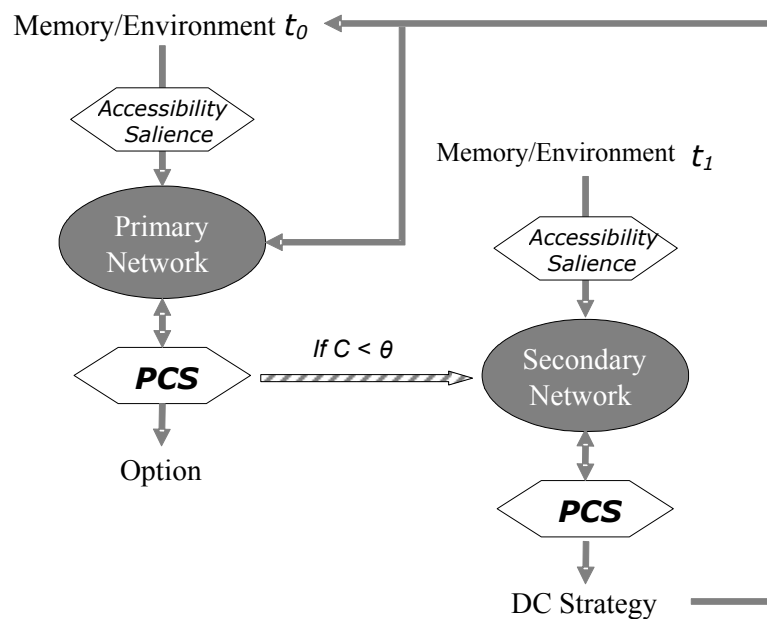 Memory/Environment t0
Accessibility
Salience
Primary
Network
PCS
Option
If C < θ
Memory/Environment t1
Accessibility
Salience
Secondary
Network
PCS
DC Strategy